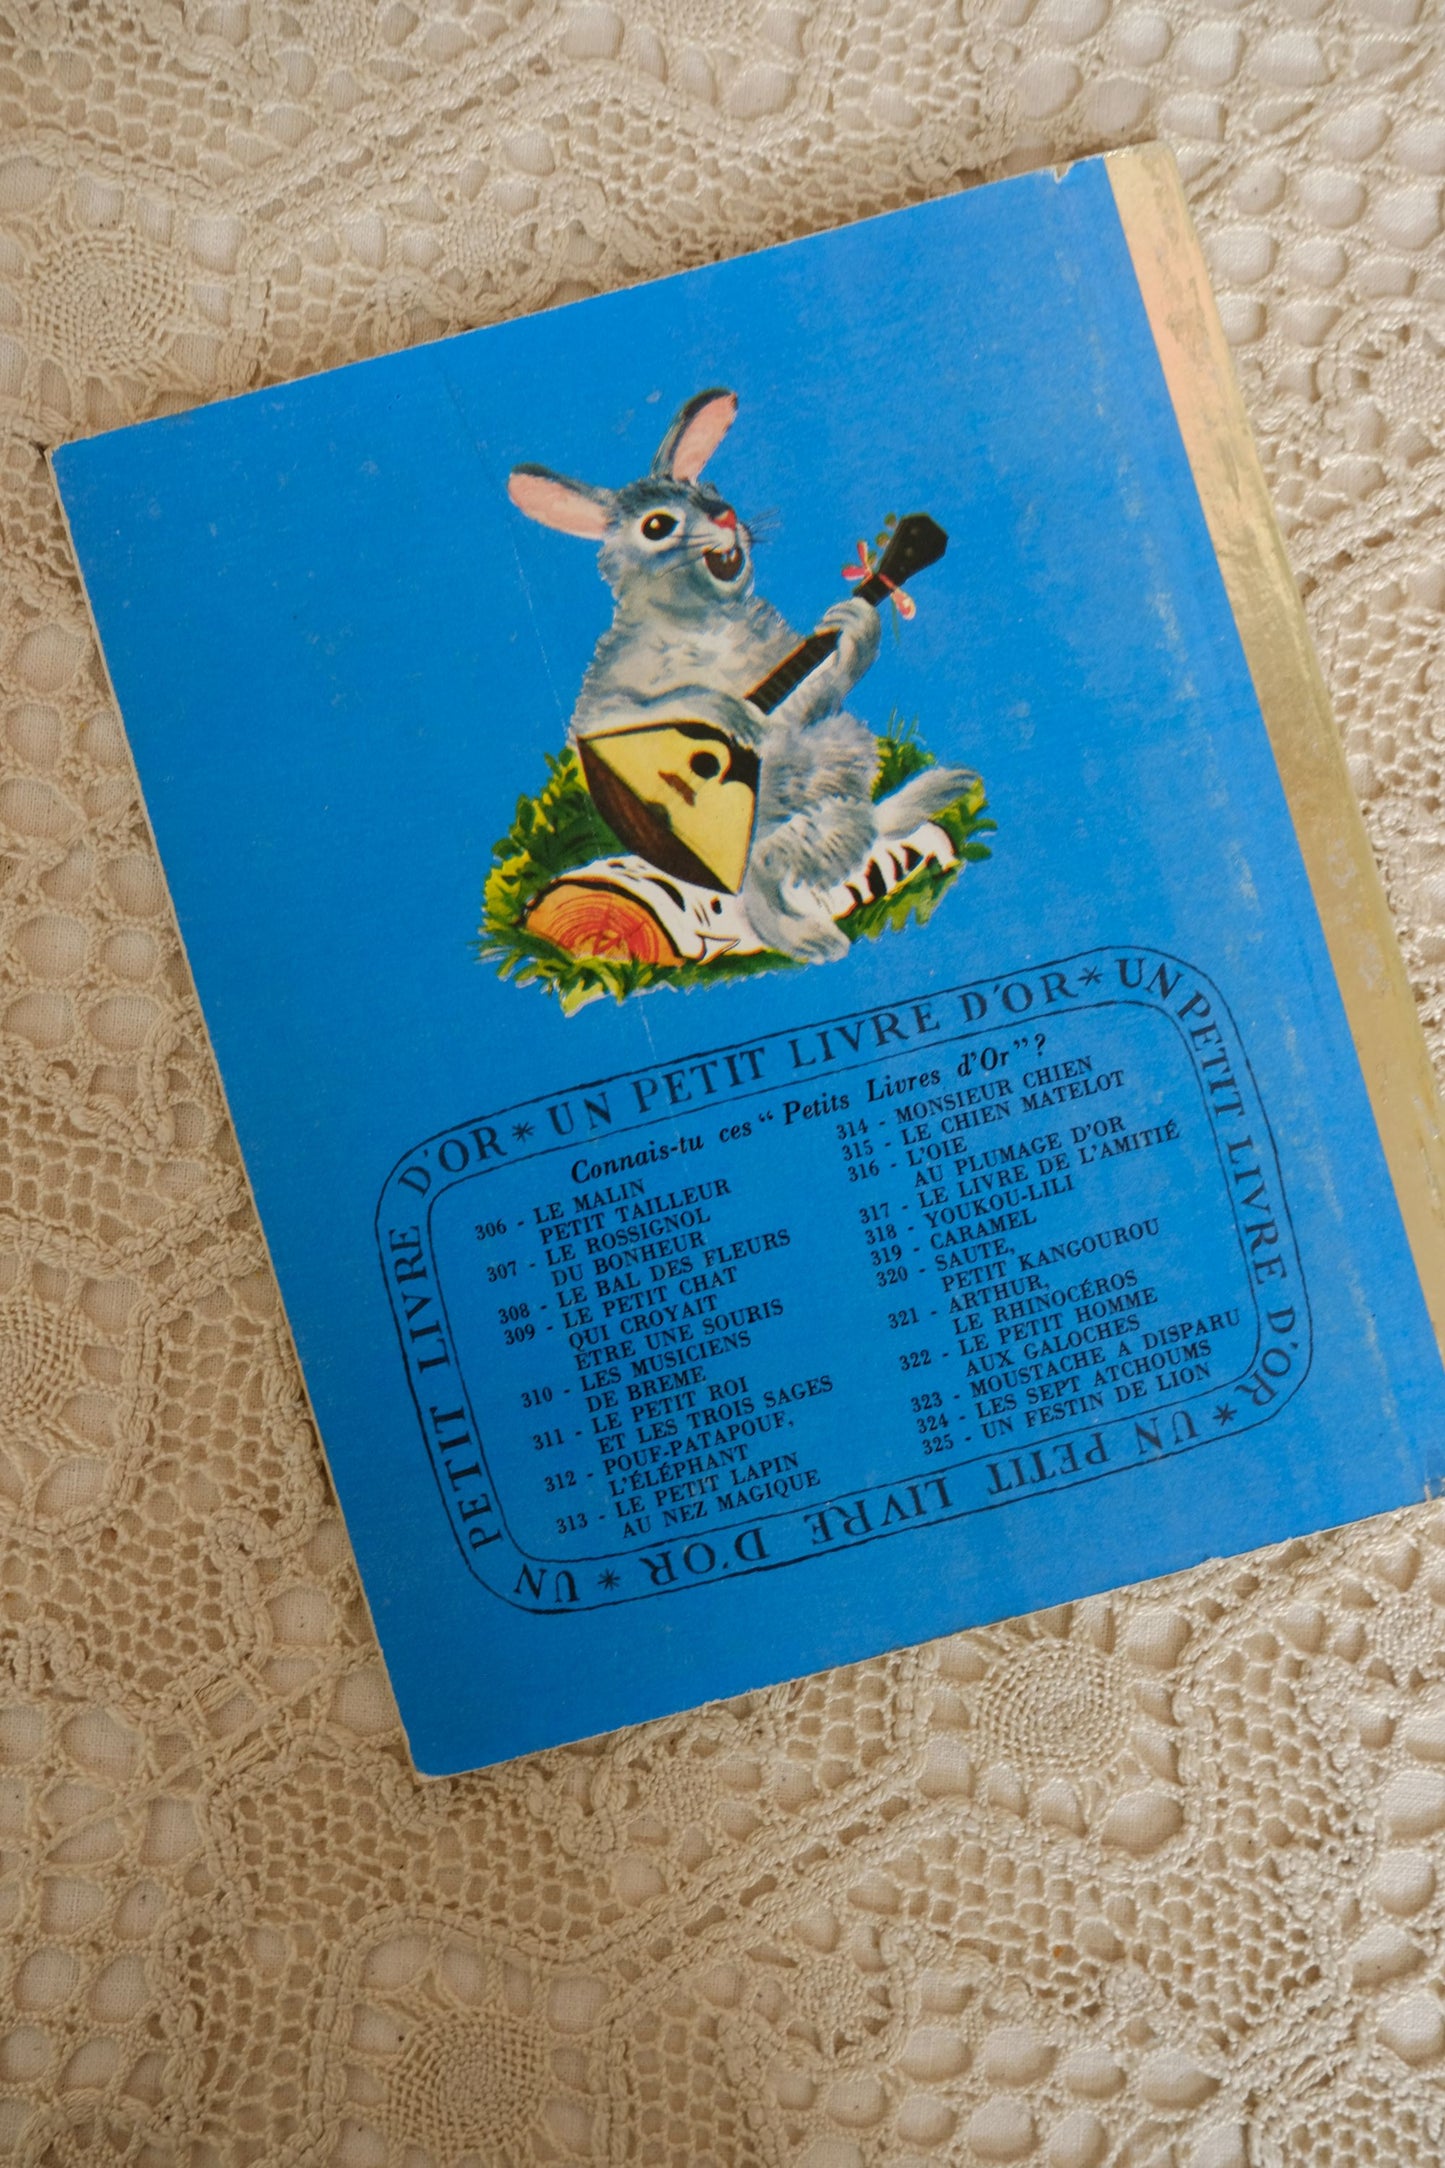 UN PETIT LIVRE D'OR * UN PETIT LIVRE D'OR * UN PETIT LIVRE D'OR * UN PETIT LIVRE D'OR *
Connais-tu ces "Petits Livres d'Or"?
306 - LE MALIN
PETIT TAILLEUR
307 - LE ROSSIGNOL
DU BONHEUR
308 - LE BAL DES FLEURS
309 - LE PETIT CHAT
QUI CROYAIT
ÊTRE UNE SOURIS
310 - LES MUSICIENS
DE BREME
311 - LE PETIT ROI
ET LES TROIS SAGES
312 - POUF-PATAPOUF,
L'ÉLÉPHANT
313 - LE PETIT LAPIN
AU NEZ MAGIQUE
314 - MONSIEUR CHIEN
315 - LE CHIEN MATELOT
316 - L'OIE
AU PLUMAGE D'OR
317 - LE LIVRE DE L'AMITIÉ
318 - YOUKOU-LILI
319 - CARAMEL
320 - SAUTE,
PETIT KANGOUROU
321 - ARTHUR,
LE RHINOCÉROS
322 - LE PETIT HOMME
AUX GALOCHES
323 - MOUSTACHE A DISPARU
324 - LES SEPT ATCHOUMS
325 - UN FESTIN DE LION